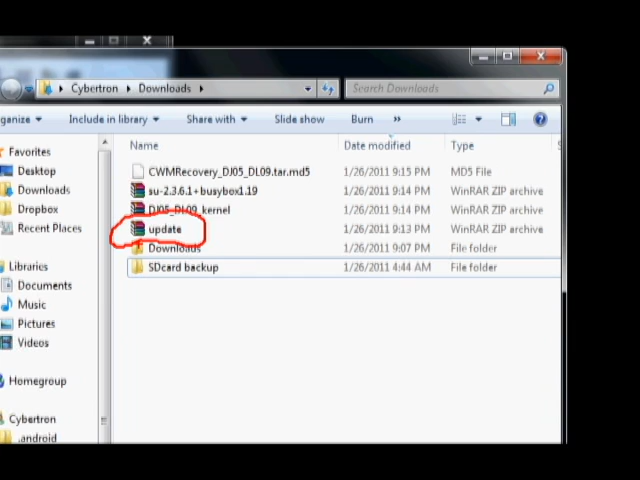 Cybertron Downloads
Search Downloads
ganize Include in library Share with Slide show Burn »
Name Date modified Type S
Favorites
Desktop
Downloads
Dropbox
Recent Places
Libraries
Documents
Music
Pictures
Videos
Homegroup
Cybertron
.android
CWMRecovery_DJ05_DL09.tar.md5 1/26/2011 9:15 PM MD5 File
su-2.3.6.1+busybox1.19 1/26/2011 9:14 PM WinRAR ZIP archive
DJ05_DL09_kernel 1/26/2011 9:14 PM WinRAR ZIP archive
update 1/26/2011 9:13 PM WinRAR ZIP archive
Downloads 1/26/2011 9:07 PM File folder
SDcard backup 1/26/2011 4:44 AM File folder